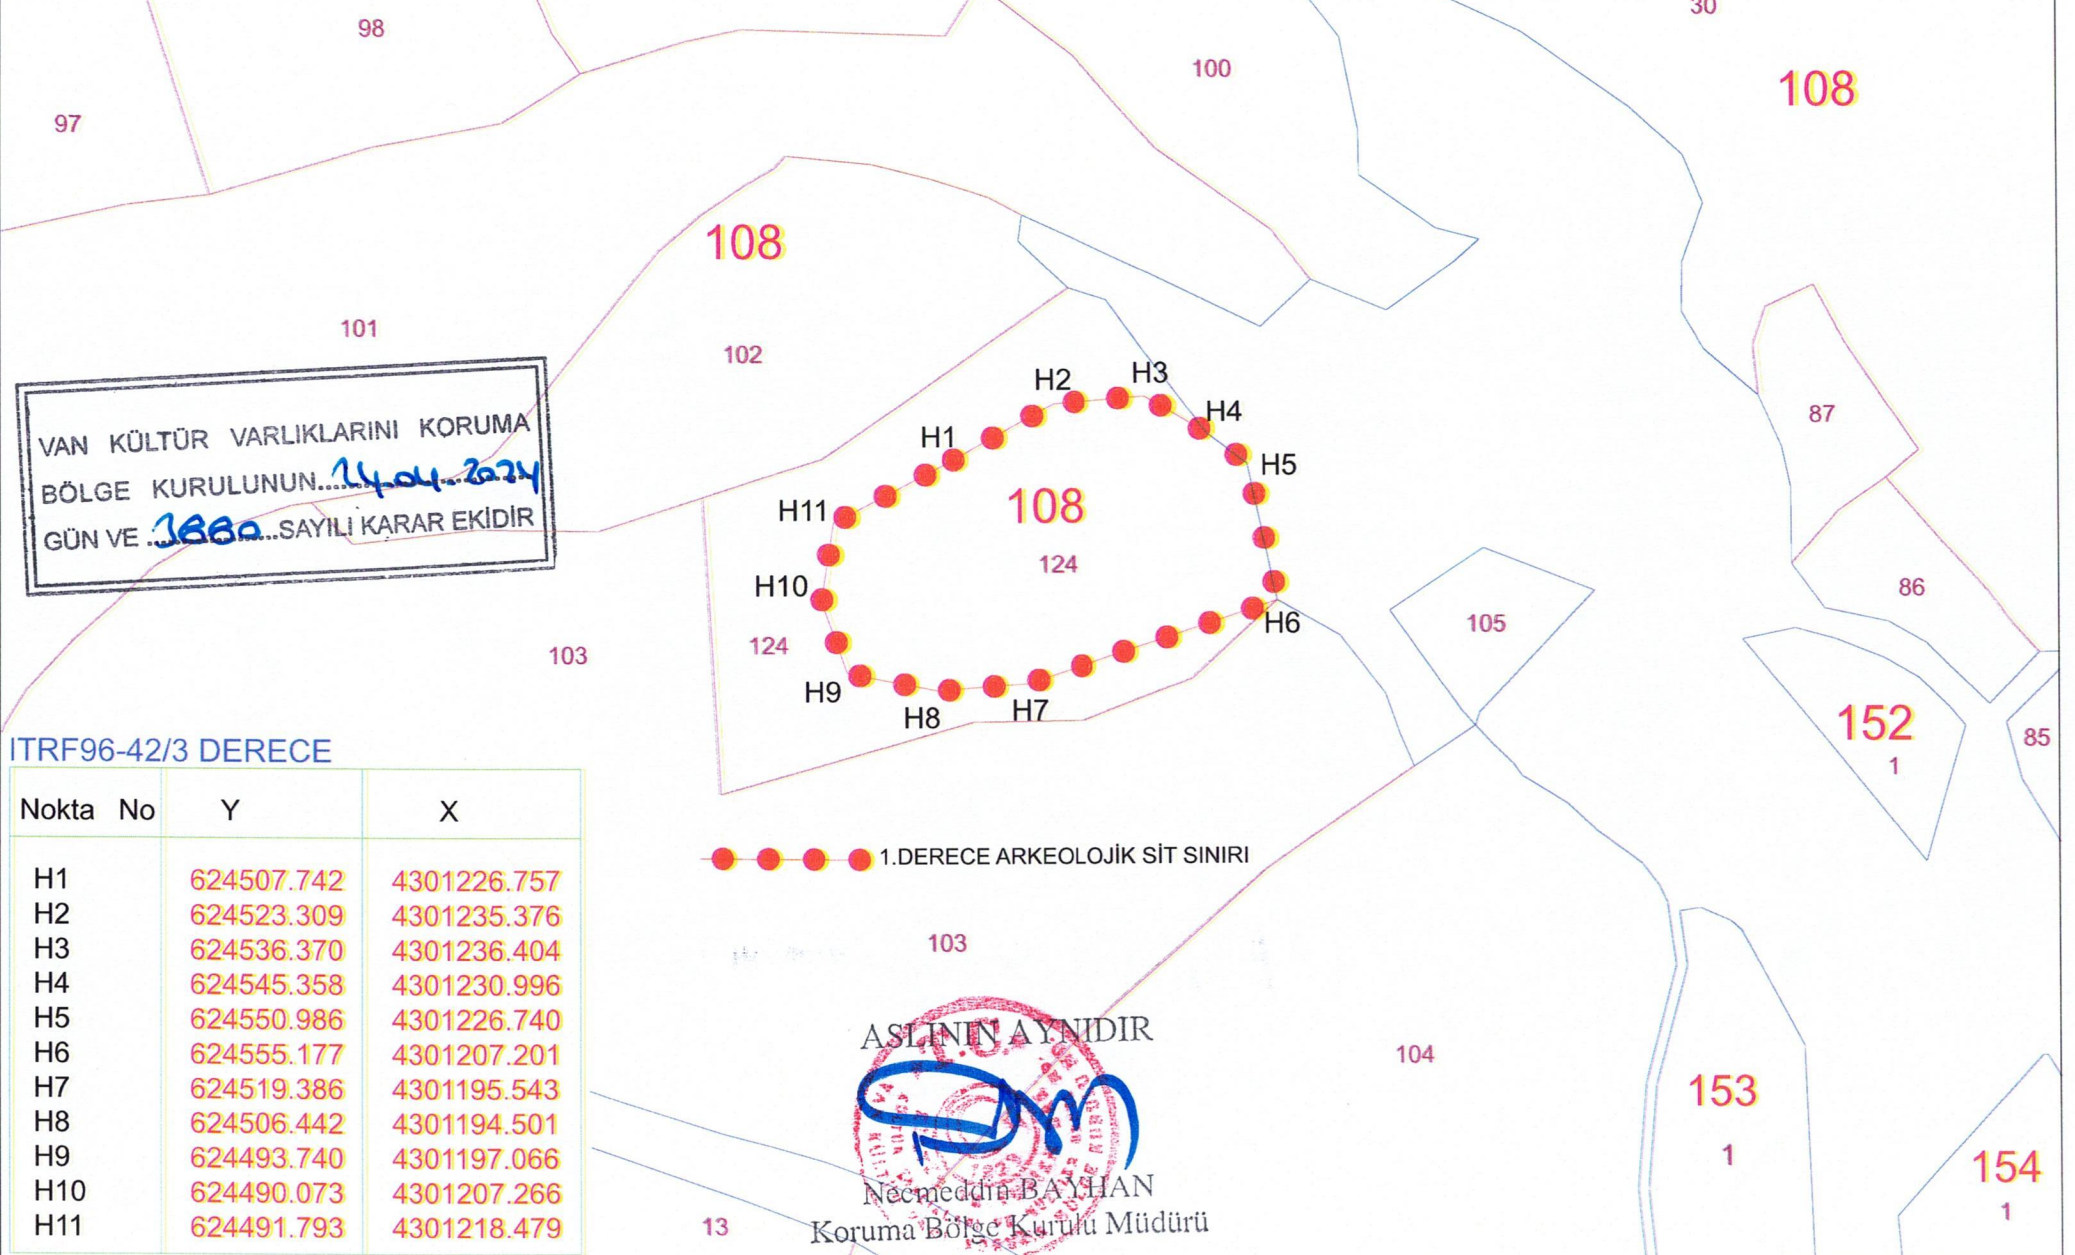 30
98
100
108
97
108
101
102
87
VAN KÜLTÜR VARLIKLARINI KORUMA
BÖLGE KURULUNUN...24.04.2024
GÜN VE ...3880...SAYILI KARAR EKİDİR
H1
H2
H3
H4
H5
H6
H7
H8
H9
H10
H11
108
124
124
103
105
86
152
1
85
ITRF96-42/3 DERECE
Nokta No Y X
H1 624507.742 4301226.757
H2 624523.309 4301235.376
H3 624536.370 4301236.404
H4 624545.358 4301230.996
H5 624550.986 4301226.740
H6 624555.177 4301207.201
H7 624519.386 4301195.543
H8 624506.442 4301194.501
H9 624493.740 4301197.066
H10 624490.073 4301207.266
H11 624491.793 4301218.479
1.DERECE ARKEOLOJİK SİT SINIRI
103
104
153
1
154
1
13
ASLININ AYNIDIR
T.C.
Necmeddin BAYHAN
Koruma Bölge Kurulu Müdürü